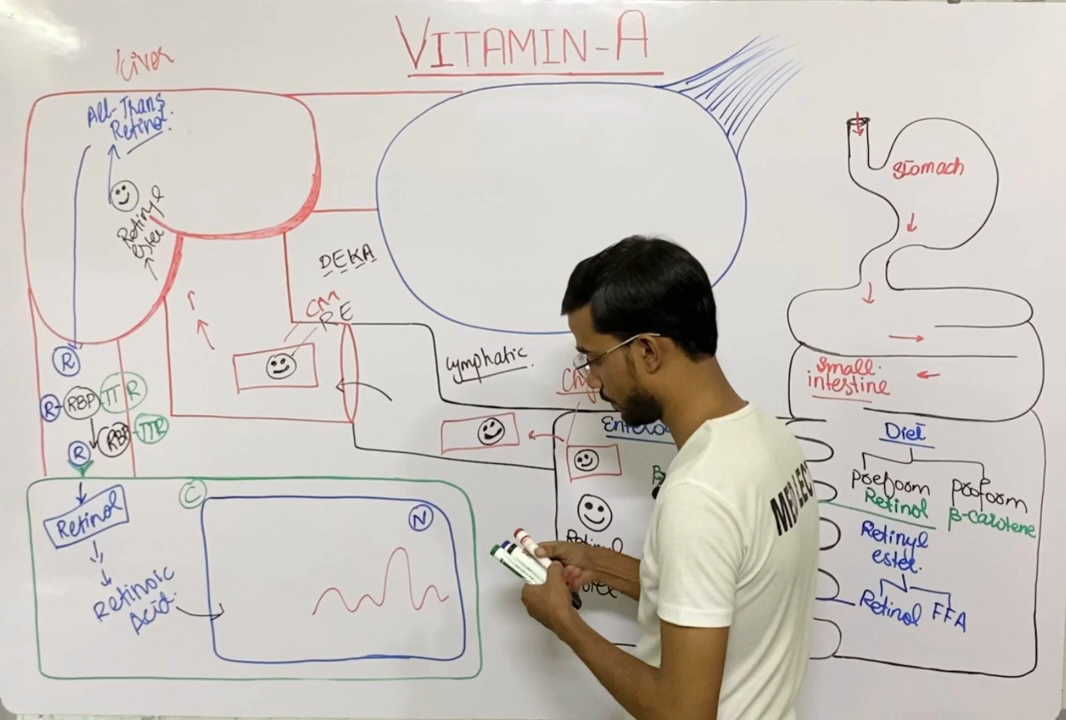 VITAMIN-A
Liver
All-Trans
Retinol.
Retinyl
ester
R
R-RBP-TTR
R
RBP-TTR
Retinol
Retinoic
Acid
C
N
DEKA
CM
RE
Lymphatic.
Stomach
Small
intestine
Diet
Preform
Retinol
Proform
β-carotene
Retinyl
ester
Retinol
FFA